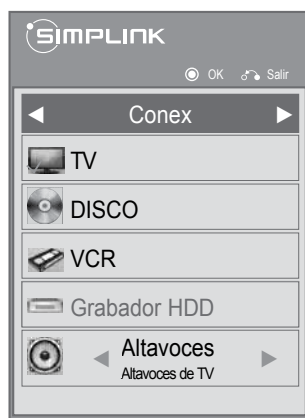 SIMPLINK
OK Salir
Conex
TV
DISCO
VCR
Grabador HDD
Altavoces
Altavoces de TV